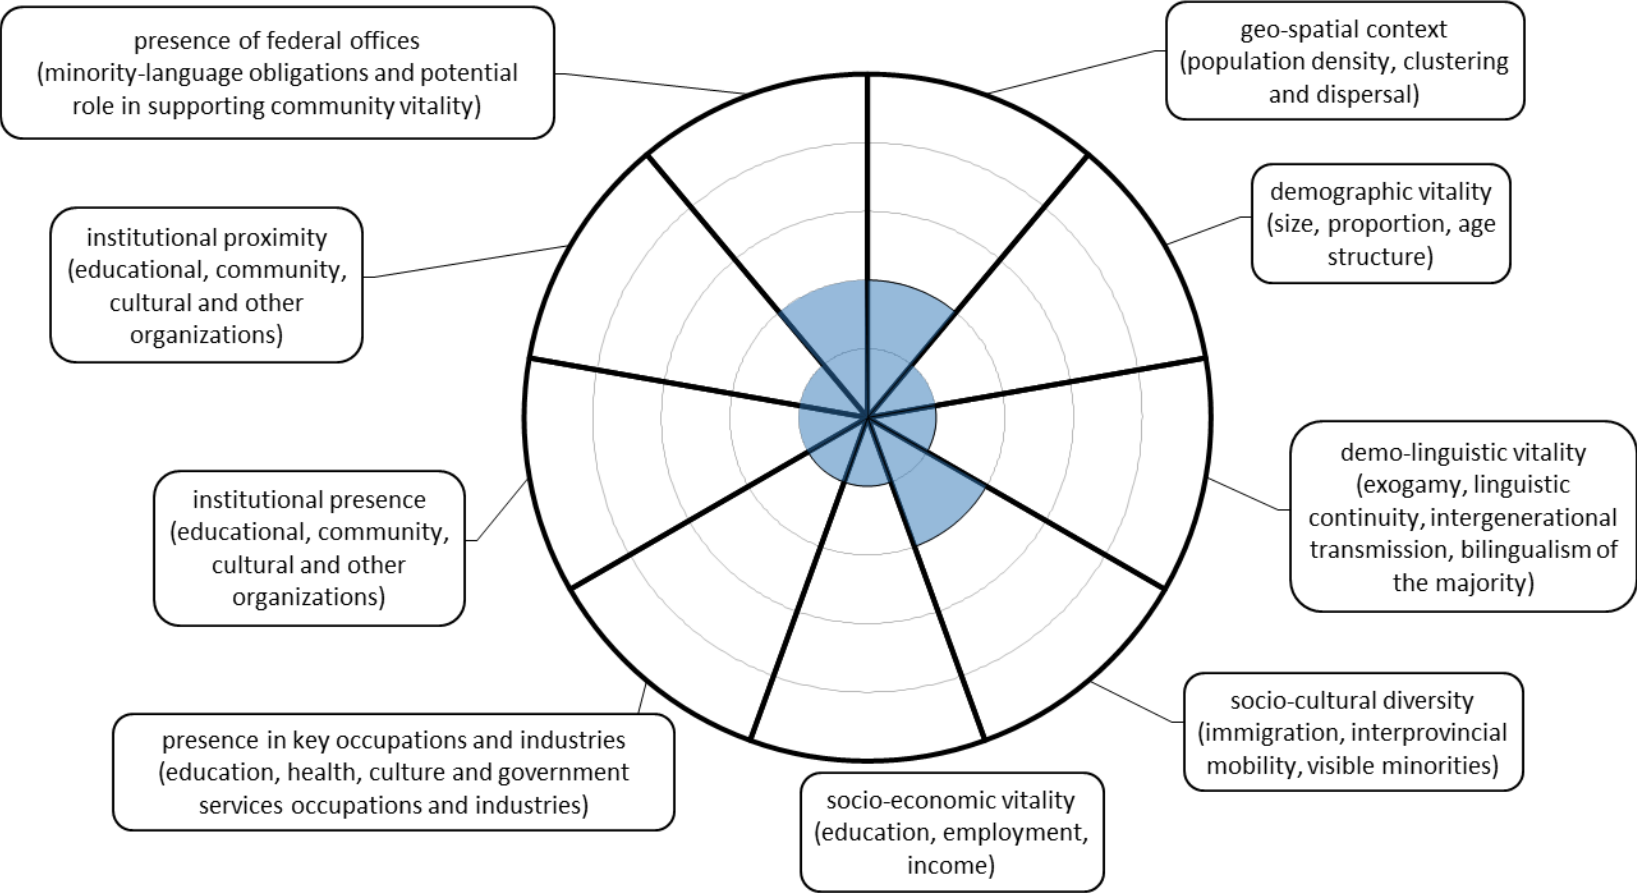 presence of federal offices
(minority-language obligations and potential
role in supporting community vitality)
geo-spatial context
(population density, clustering
and dispersal)
demographic vitality
(size, proportion, age
structure)
institutional proximity
(educational, community,
cultural and other
organizations)
demo-linguistic vitality
(exogamy, linguistic
continuity, intergenerational
transmission, bilingualism of
the majority)
institutional presence
(educational, community,
cultural and other
organizations)
socio-cultural diversity
(immigration, interprovincial
mobility, visible minorities)
presence in key occupations and industries
(education, health, culture and government
services occupations and industries)
socio-economic vitality
(education, employment,
income)